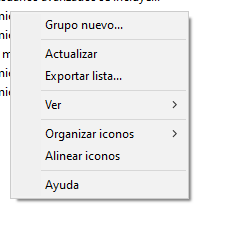 Grupo nuevo...
Actualizar
Exportar lista...
Ver
Organizar iconos
Alinear iconos
Ayuda